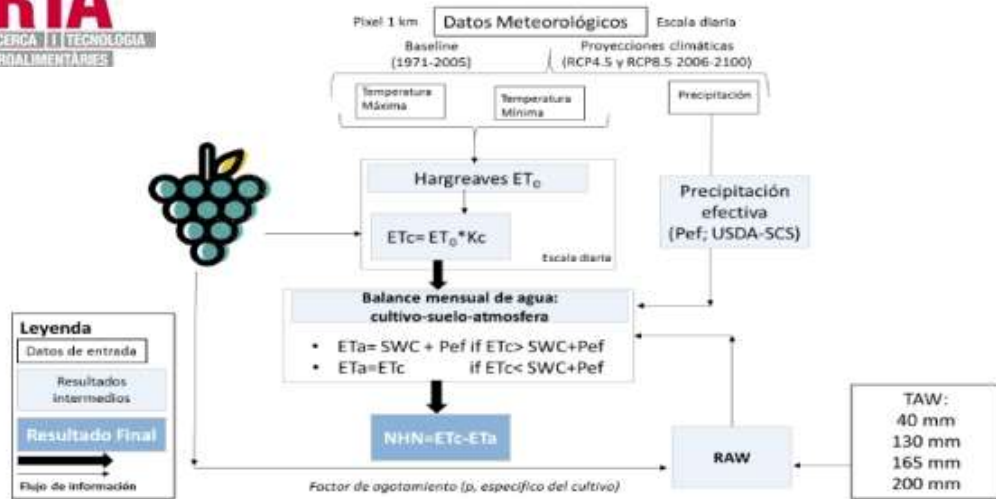 RTA
CERCA I TECNOLOGIA
ROALIMENTÀRIES
Pixel 1 km
Datos Meteorológicos
Escala diaria
Baseline
(1971-2005)
Proyecciones climáticas
(RCP4.5 y RCP8.5 2006-2100)
Temperatura
Máxima
Temperatura
Mínima
Precipitación
Hargreaves ET₀
ETc= ET₀*Kc
Escala diaria
Precipitación
efectiva
(Pef; USDA-SCS)
Balance mensual de agua:
cultivo-suelo-atmosfera
• ETa= SWC + Pef if ETc> SWC+Pef
• ETa=ETc if ETc< SWC+Pef
NHN=ETc-ETa
RAW
TAW:
40 mm
130 mm
165 mm
200 mm
Factor de agotamiento (p, específico del cultivo)
Leyenda
Datos de entrada
Resultados
intermedios
Resultado Final
Flujo de información